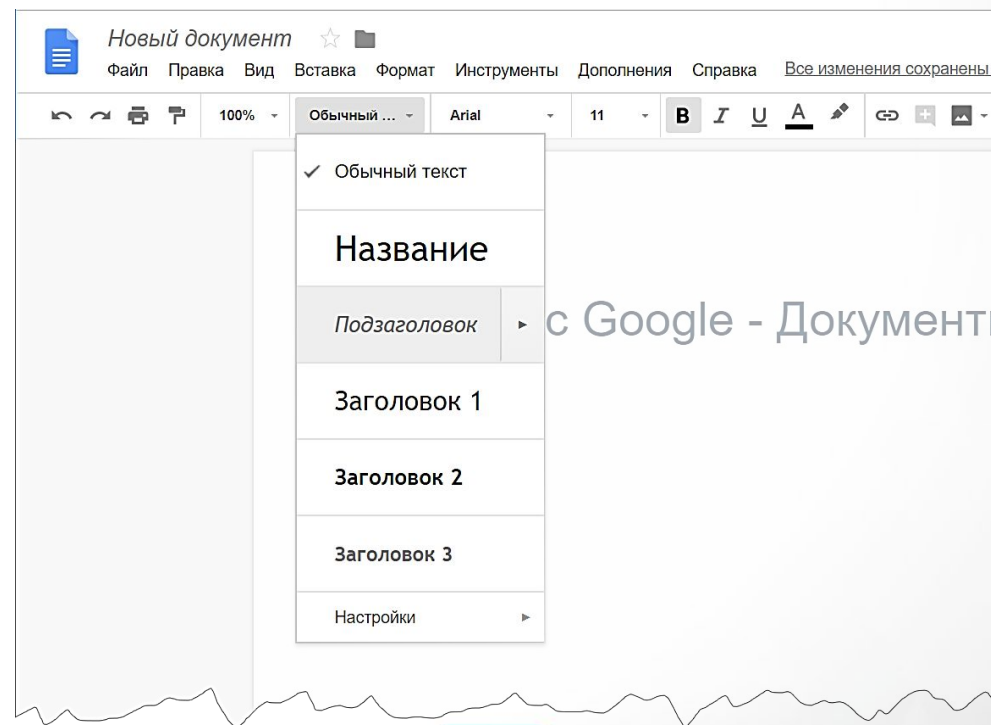 Новый документ
Файл Правка Вид Вставка Формат Инструменты Дополнения Справка Все изменения сохранены
100% Обычный ... Arial 11 B I U A
Обычный текст
Название
Подзаголовок
с Google - Документ
Заголовок 1
Заголовок 2
Заголовок 3
Настройки